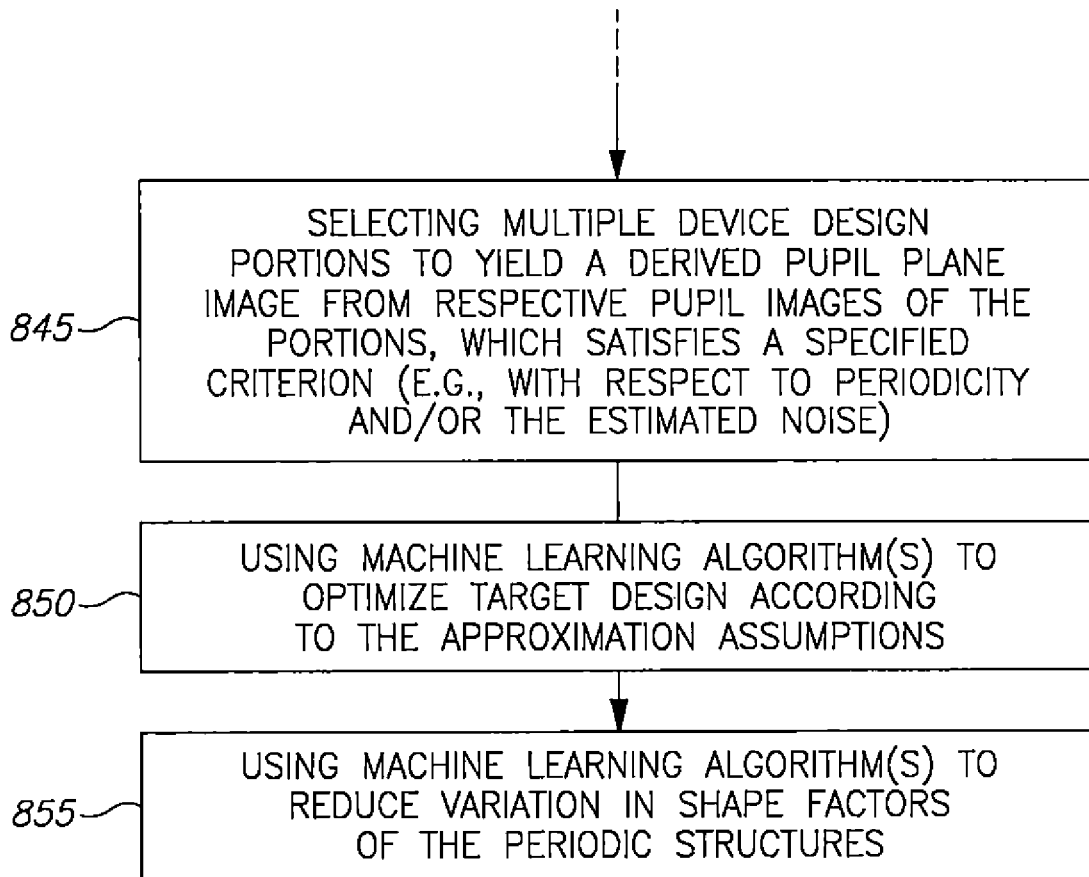 SELECTING MULTIPLE DEVICE DESIGN
PORTIONS TO YIELD A DERIVED PUPIL PLANE
IMAGE FROM RESPECTIVE PUPIL IMAGES OF THE
PORTIONS, WHICH SATISFIES A SPECIFIED
CRITERION (E.G., WITH RESPECT TO PERIODICITY
AND/OR THE ESTIMATED NOISE)
845
USING MACHINE LEARNING ALGORITHM(S) TO
OPTIMIZE TARGET DESIGN ACCORDING
TO THE APPROXIMATION ASSUMPTIONS
850
USING MACHINE LEARNING ALGORITHM(S) TO
REDUCE VARIATION IN SHAPE FACTORS
OF THE PERIODIC STRUCTURES
855